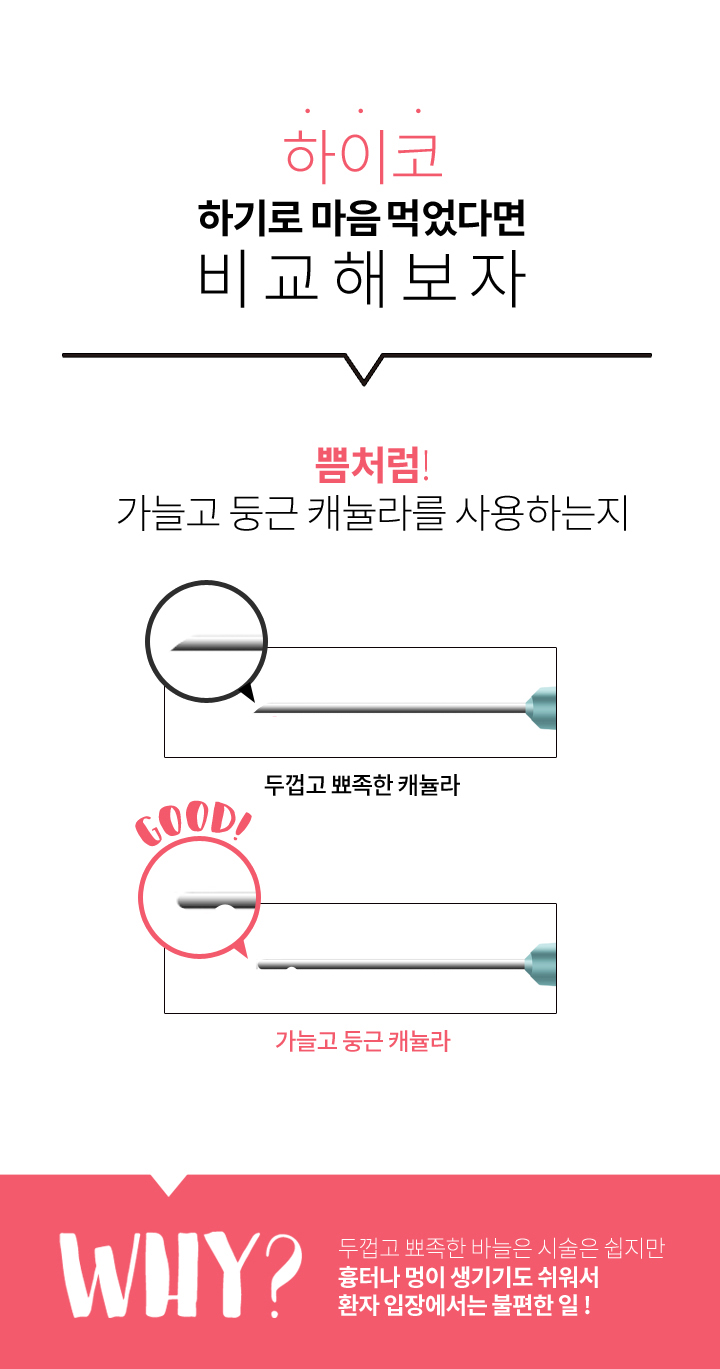 하이코
하기로 마음 먹었다면
비교해보자
쁨처럼!
가늘고 둥근 캐뉼라를 사용하는지
두껍고 뾰족한 캐뉼라
GOOD!
가늘고 둥근 캐뉼라
WHY?
두껍고 뾰족한 바늘은 시술은 쉽지만
흉터나 멍이 생기기도 쉬워서
환자 입장에서는 불편한 일 !